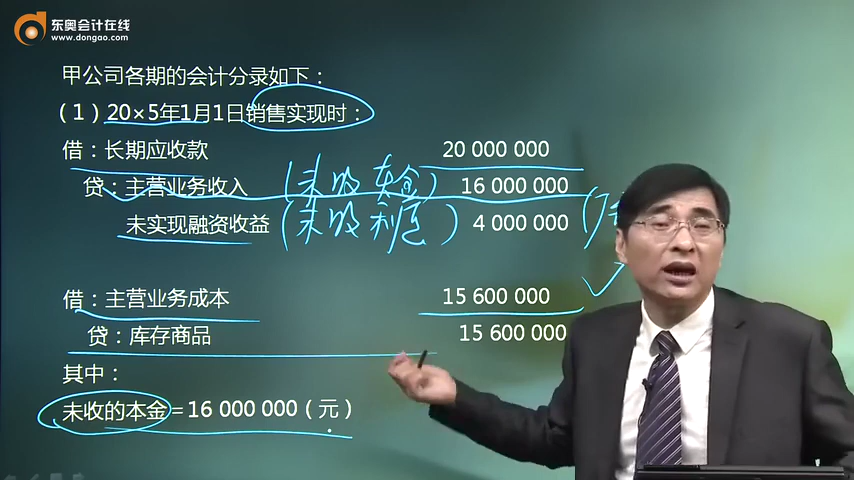 东奥会计在线
www.dongao.com
甲公司各期的会计分录如下：
（1）20×5年1月1日销售实现时：
借：长期应收款 20 000 000
贷：主营业务收入 (未收本金) 16 000 000
未实现融资收益 (未收利息) 4 000 000
借：主营业务成本 15 600 000
贷：库存商品 15 600 000
其中：
未收的本金=16 000 000（元）